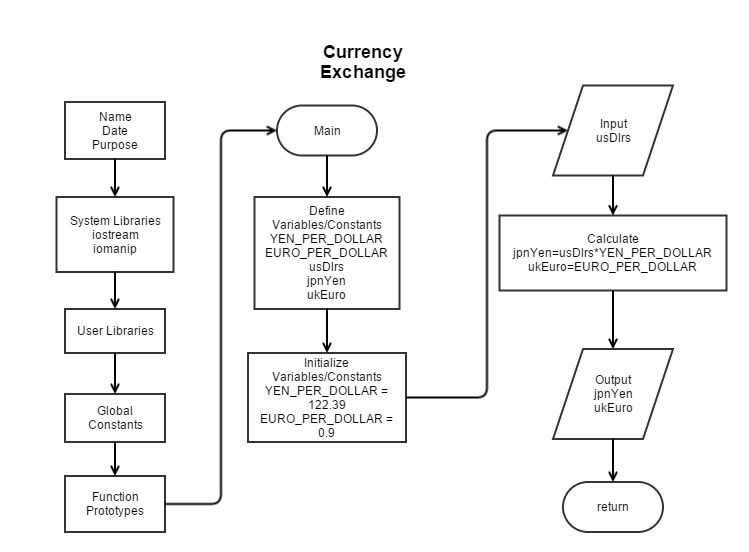 Currency
Exchange
Name
Date
Purpose
System Libraries
iostream
iomanip
User Libraries
Global
Constants
Function
Prototypes
Main
Define
Variables/Constants
YEN_PER_DOLLAR
EURO_PER_DOLLAR
usDlrs
jpnYen
ukEuro
Initialize
Variables/Constants
YEN_PER_DOLLAR =
122.39
EURO_PER_DOLLAR =
0.9
Input
usDlrs
Calculate
jpnYen=usDlrs*YEN_PER_DOLLAR
ukEuro=EURO_PER_DOLLAR
Output
jpnYen
ukEuro
return